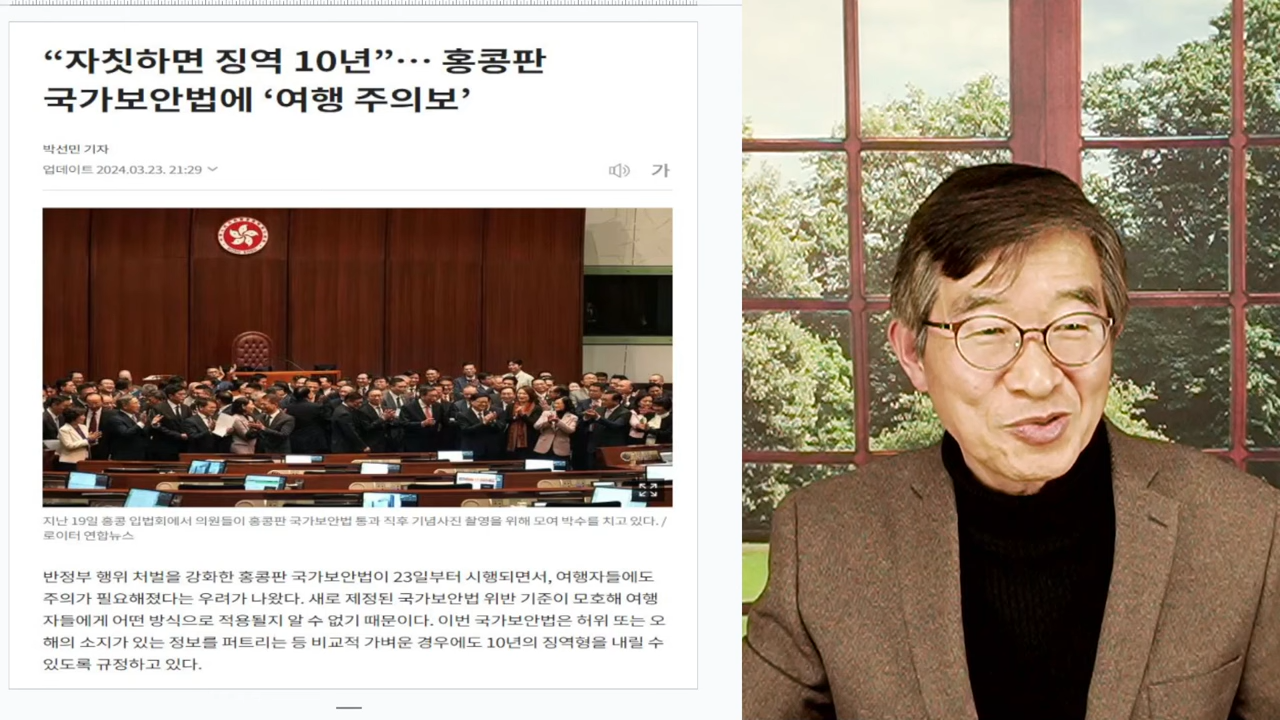 “자칫하면 징역 10년”… 홍콩판
국가보안법에 ‘여행 주의보’
박선민 기자
업데이트 2024.03.23. 21:29
가
지난 19일 홍콩 입법회에서 의원들이 홍콩판 국가보안법 통과 직후 기념사진 촬영을 위해 모여 박수를 치고 있다. /
로이터 연합뉴스
반정부 행위 처벌을 강화한 홍콩판 국가보안법이 23일부터 시행되면서, 여행자들에도
주의가 필요해졌다는 우려가 나왔다. 새로 제정된 국가보안법 위반 기준이 모호해 여행
자들에게 어떤 방식으로 적용될지 알 수 없기 때문이다. 이번 국가보안법은 허위 또는 오
해의 소지가 있는 정보를 퍼트리는 등 비교적 가벼운 경우에도 10년의 징역형을 내릴 수
있도록 규정하고 있다.